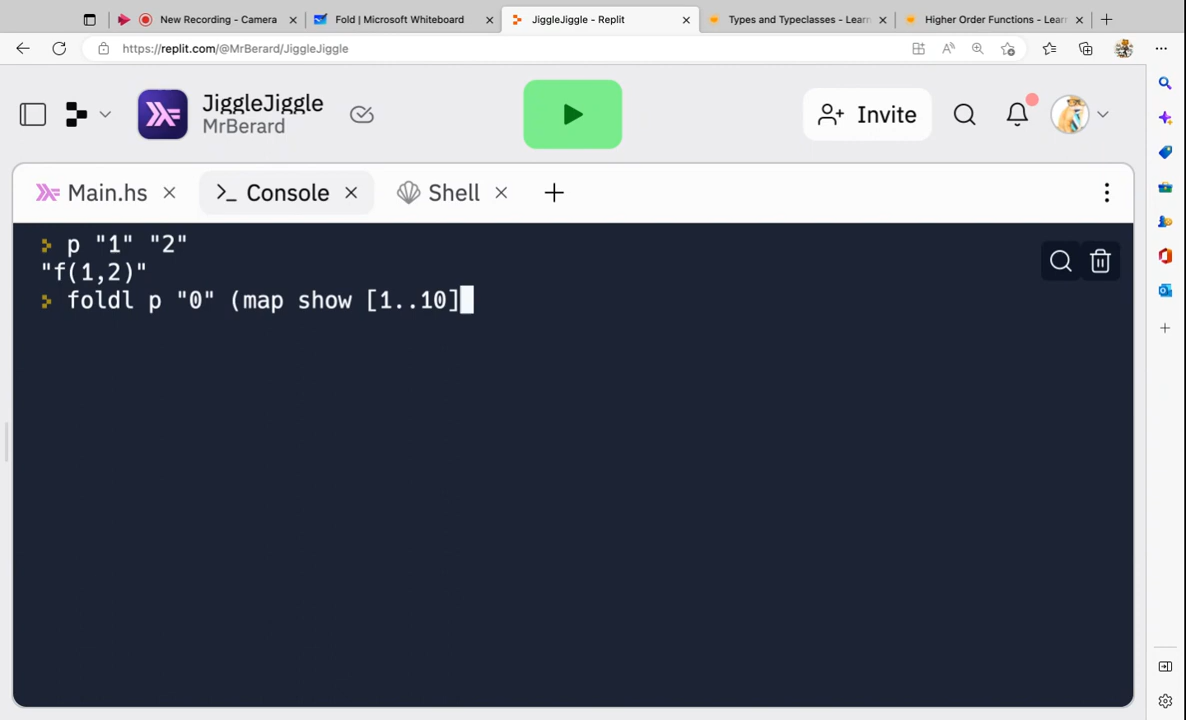 New Recording - Camera
Fold | Microsoft Whiteboard
JiggleJiggle - Replit
Types and Typeclasses - Learn
Higher Order Functions - Lear
https://replit.com/@MrBerard/JiggleJiggle
JiggleJiggle
MrBerard
Invite
Main.hs
>_ Console
Shell
p "1" "2"
"f(1,2)"
foldl p "0" (map show [1..10]